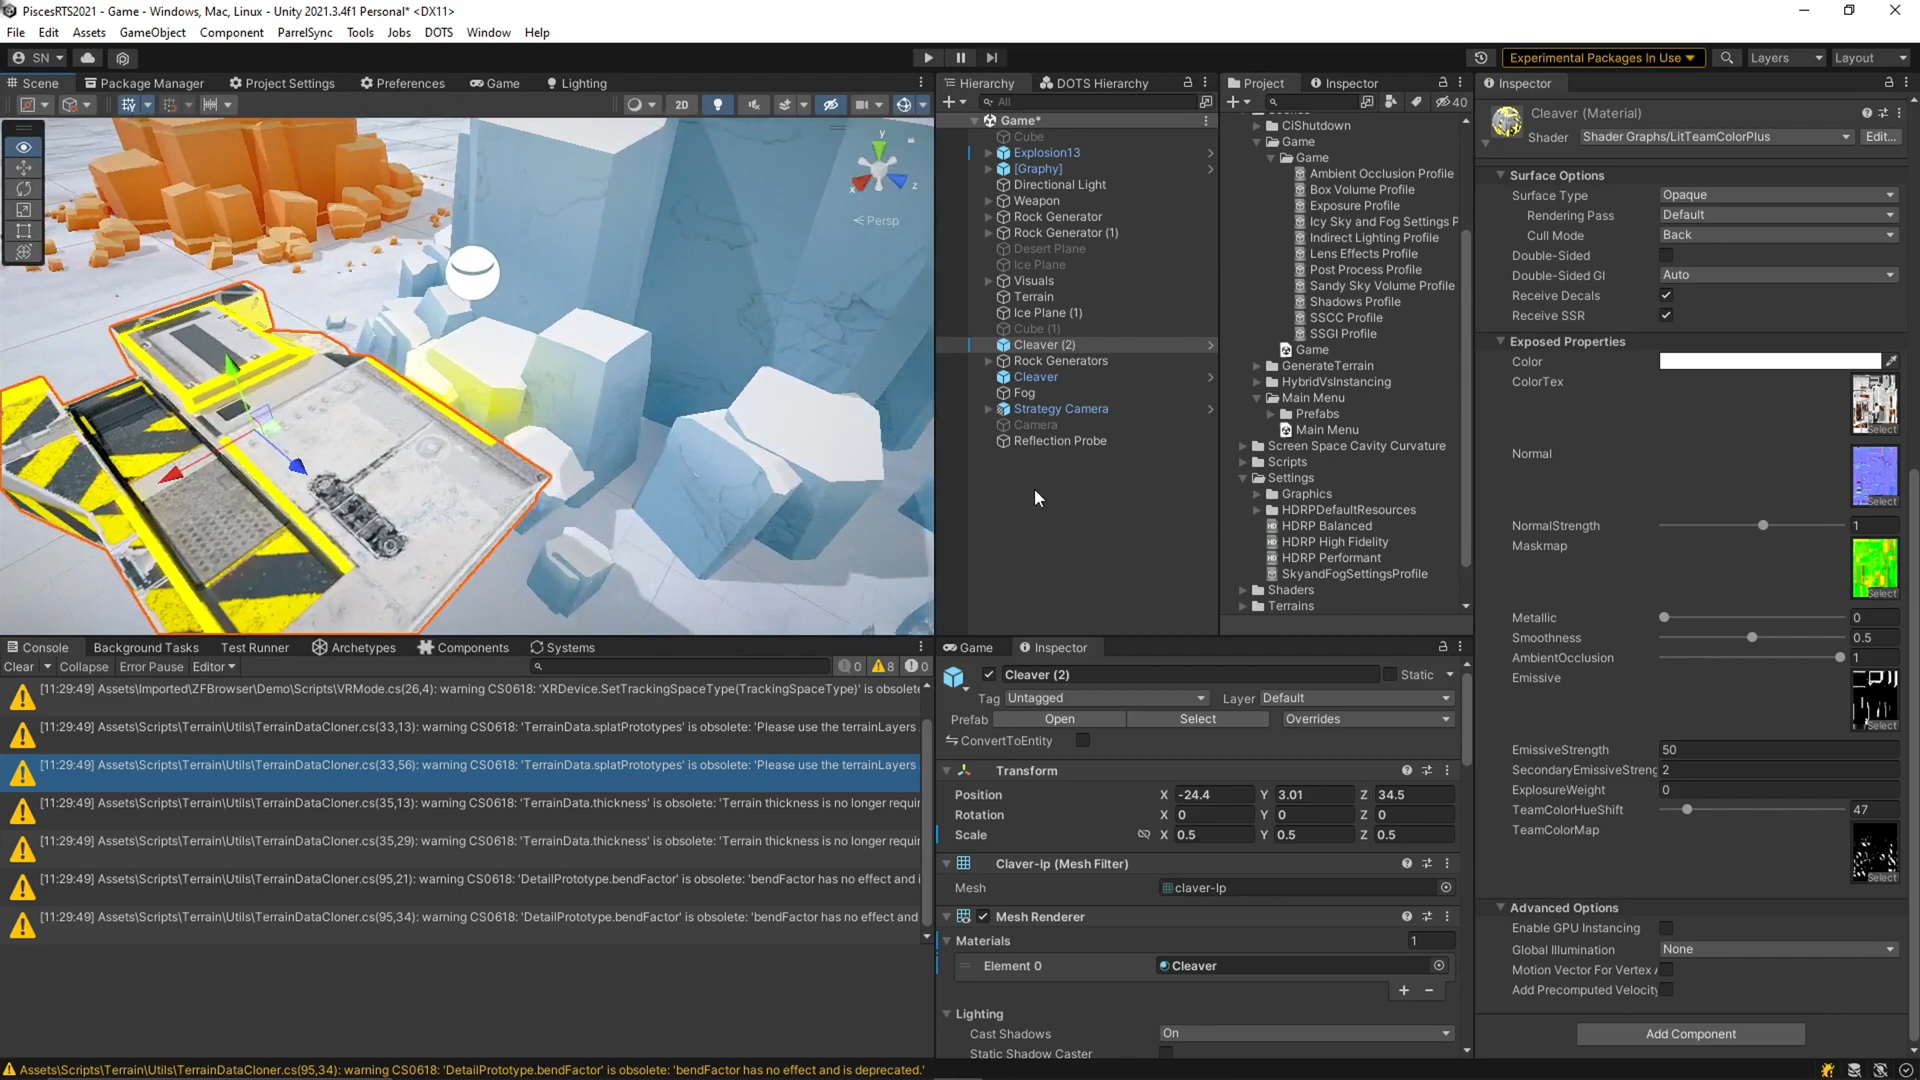 PiscesRTS2021 - Game - Windows, Mac, Linux - Unity 2021.3.4f1 Personal* <DX11>
File Edit Assets GameObject Component ParrelSync Tools Jobs DOTS Window Help
SN Experimental Packages In Use Layers Layout
Scene Package Manager Project Settings Preferences Game Lighting
2D
y
x
z
Persp
Hierarchy DOTS Hierarchy
All
Game*
Cube
Explosion13
[Graphy]
Directional Light
Weapon
Rock Generator
Rock Generator (1)
Desert Plane
Ice Plane
Visuals
Terrain
Ice Plane (1)
Cube (1)
Cleaver (2)
Rock Generators
Cleaver
Fog
Strategy Camera
Camera
Reflection Probe
Project Inspector
40
CiShutdown
Game
Game
Ambient Occlusion Profile
Box Volume Profile
Exposure Profile
Icy Sky and Fog Settings P
Indirect Lighting Profile
Lens Effects Profile
Post Process Profile
Sandy Sky Volume Profile
Shadows Profile
SSCC Profile
SSGI Profile
Game
GenerateTerrain
HybridVsInstancing
Main Menu
Prefabs
Main Menu
Screen Space Cavity Curvature
Scripts
Settings
Graphics
HDRPDefaultResources
HDRP Balanced
HDRP High Fidelity
HDRP Performant
SkyandFogSettingsProfile
Shaders
Terrains
Inspector
Cleaver (Material)
Shader Shader Graphs/LitTeamColorPlus Edit...
Surface Options
Surface Type Opaque
Rendering Pass Default
Cull Mode Back
Double-Sided
Double-Sided GI Auto
Receive Decals
Receive SSR
Exposed Properties
Color
ColorTex
Select
Normal
Select
NormalStrength 1
Maskmap
Select
Metallic 0
Smoothness 0.5
AmbientOcclusion 1
Emissive
Select
EmissiveStrength 50
SecondaryEmissiveStreng 2
ExplosureWeight 0
TeamColorHueShift 47
TeamColorMap
Select
Advanced Options
Enable GPU Instancing
Global Illumination None
Motion Vector For Vertex
Add Precomputed Velocity
Add Component
Console Background Tasks Test Runner Archetypes Components Systems
Clear Collapse Error Pause Editor 0 8 0
[11:29:49] Assets\Imported\ZFBrowser\Demo\Scripts\VRMode.cs(26,4): warning CS0618: 'XRDevice.SetTrackingSpaceType(TrackingSpaceType)' is obsolete
[11:29:49] Assets\Scripts\Terrain\Utils\TerrainDataCloner.cs(33,13): warning CS0618: 'TerrainData.splatPrototypes' is obsolete: 'Please use the terrainLayers
[11:29:49] Assets\Scripts\Terrain\Utils\TerrainDataCloner.cs(33,56): warning CS0618: 'TerrainData.splatPrototypes' is obsolete: 'Please use the terrainLayers
[11:29:49] Assets\Scripts\Terrain\Utils\TerrainDataCloner.cs(35,13): warning CS0618: 'TerrainData.thickness' is obsolete: 'Terrain thickness is no longer requir
[11:29:49] Assets\Scripts\Terrain\Utils\TerrainDataCloner.cs(35,29): warning CS0618: 'TerrainData.thickness' is obsolete: 'Terrain thickness is no longer requir
[11:29:49] Assets\Scripts\Terrain\Utils\TerrainDataCloner.cs(95,21): warning CS0618: 'DetailPrototype.bendFactor' is obsolete: 'bendFactor has no effect and i
[11:29:49] Assets\Scripts\Terrain\Utils\TerrainDataCloner.cs(95,34): warning CS0618: 'DetailPrototype.bendFactor' is obsolete: 'bendFactor has no effect and
Game Inspector
Cleaver (2) Static
Tag Untagged Layer Default
Prefab Open Select Overrides
ConvertToEntity
Transform
Position X -24.4 Y 3.01 Z 34.5
Rotation X 0 Y 0 Z 0
Scale X 0.5 Y 0.5 Z 0.5
Claver-lp (Mesh Filter)
Mesh claver-lp
Mesh Renderer
Materials 1
Element 0 Cleaver
Lighting
Cast Shadows On
Static Shadow Caster
Assets\Scripts\Terrain\Utils\TerrainDataCloner.cs(95,34): warning CS0618: 'DetailPrototype.bendFactor' is obsolete: 'bendFactor has no effect and is deprecated.'